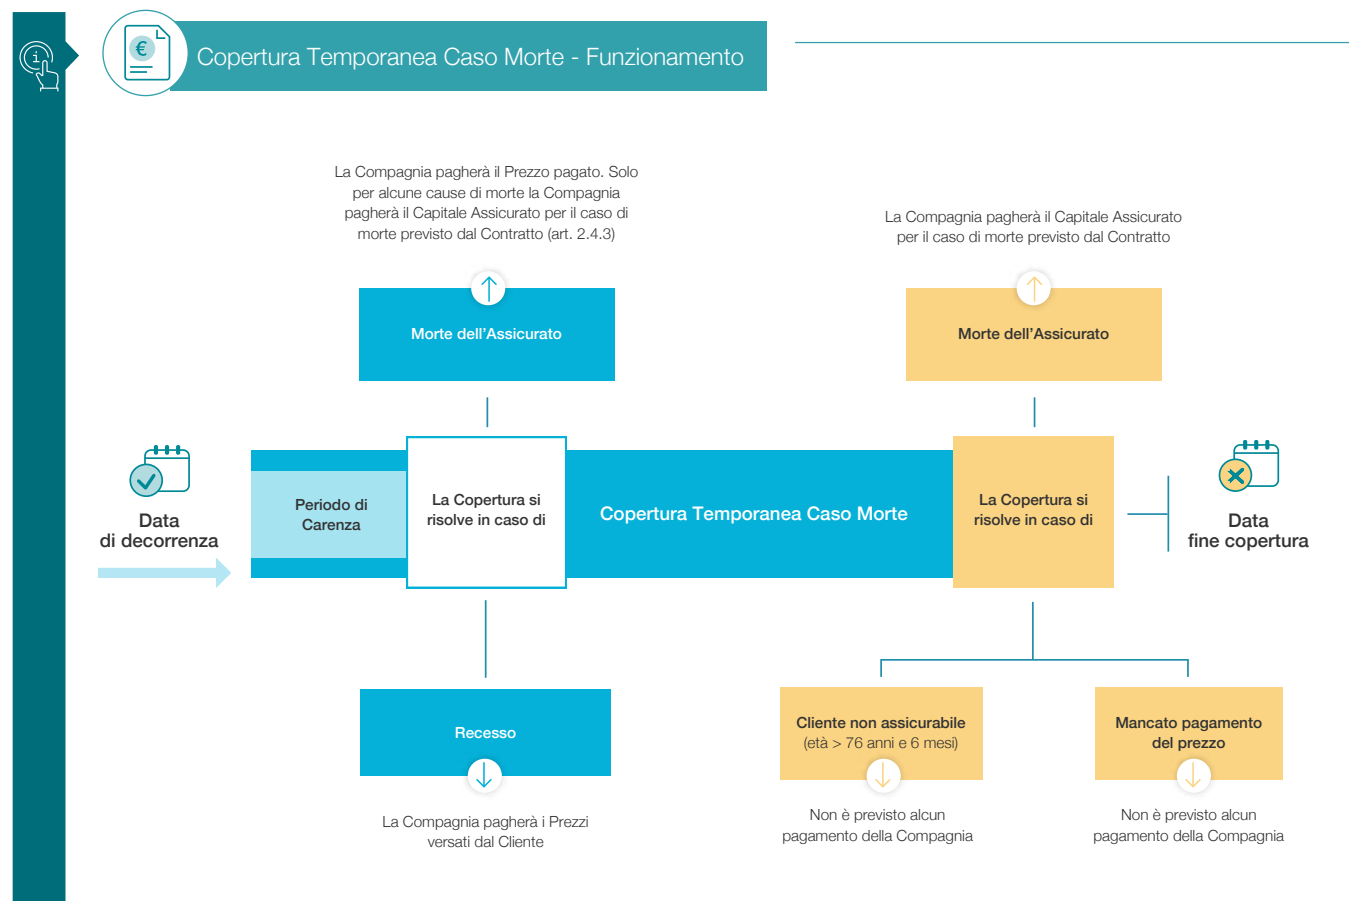 Copertura Temporanea Caso Morte - Funzionamento
La Compagnia pagherà il Prezzo pagato. Solo
per alcune cause di morte la Compagnia
pagherà il Capitale Assicurato per il caso di
morte previsto dal Contratto (art. 2.4.3)
La Compagnia pagherà il Capitale Assicurato
per il caso di morte previsto dal Contratto
Morte dell'Assicurato
Morte dell'Assicurato
Data
di decorrenza
Periodo di
Carenza
La Copertura si
risolve in caso di
Copertura Temporanea Caso Morte
La Copertura si
risolve in caso di
Data
fine copertura
Recesso
La Compagnia pagherà i Prezzi
versati dal Cliente
Cliente non assicurabile
(età > 76 anni e 6 mesi)
Non è previsto alcun
pagamento della Compagnia
Mancato pagamento
del prezzo
Non è previsto alcun
pagamento della Compagnia